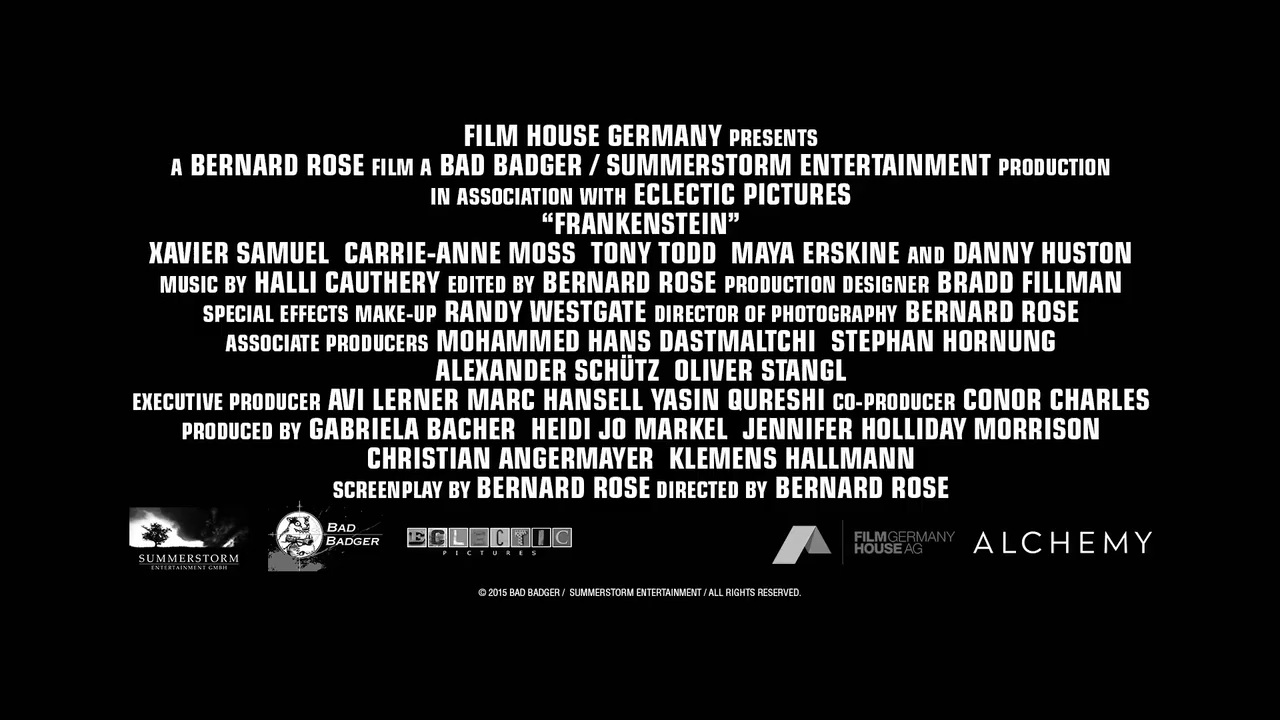 FILM HOUSE GERMANY PRESENTS
A BERNARD ROSE FILM A BAD BADGER / SUMMERSTORM ENTERTAINMENT PRODUCTION
IN ASSOCIATION WITH ECLECTIC PICTURES
“FRANKENSTEIN”
XAVIER SAMUEL CARRIE-ANNE MOSS TONY TODD MAYA ERSKINE AND DANNY HUSTON
MUSIC BY HALLI CAUTHERY EDITED BY BERNARD ROSE PRODUCTION DESIGNER BRADD FILLMAN
SPECIAL EFFECTS MAKE-UP RANDY WESTGATE DIRECTOR OF PHOTOGRAPHY BERNARD ROSE
ASSOCIATE PRODUCERS MOHAMMED HANS DASTMALTCHI STEPHAN HORNUNG
ALEXANDER SCHÜTZ OLIVER STANGL
EXECUTIVE PRODUCER AVI LERNER MARC HANSELL YASIN QURESHI CO-PRODUCER CONOR CHARLES
PRODUCED BY GABRIELA BACHER HEIDI JO MARKEL JENNIFER HOLLIDAY MORRISON
CHRISTIAN ANGERMAYER KLEMENS HALLMANN
SCREENPLAY BY BERNARD ROSE DIRECTED BY BERNARD ROSE
SUMMERSTORM
ENTERTAINMENT GMBH
BAD
BADGER
ECLECTIC
PICTURES
FILMGERMANY
HOUSEAG
ALCHEMY
© 2015 BAD BADGER / SUMMERSTORM ENTERTAINMENT / ALL RIGHTS RESERVED.